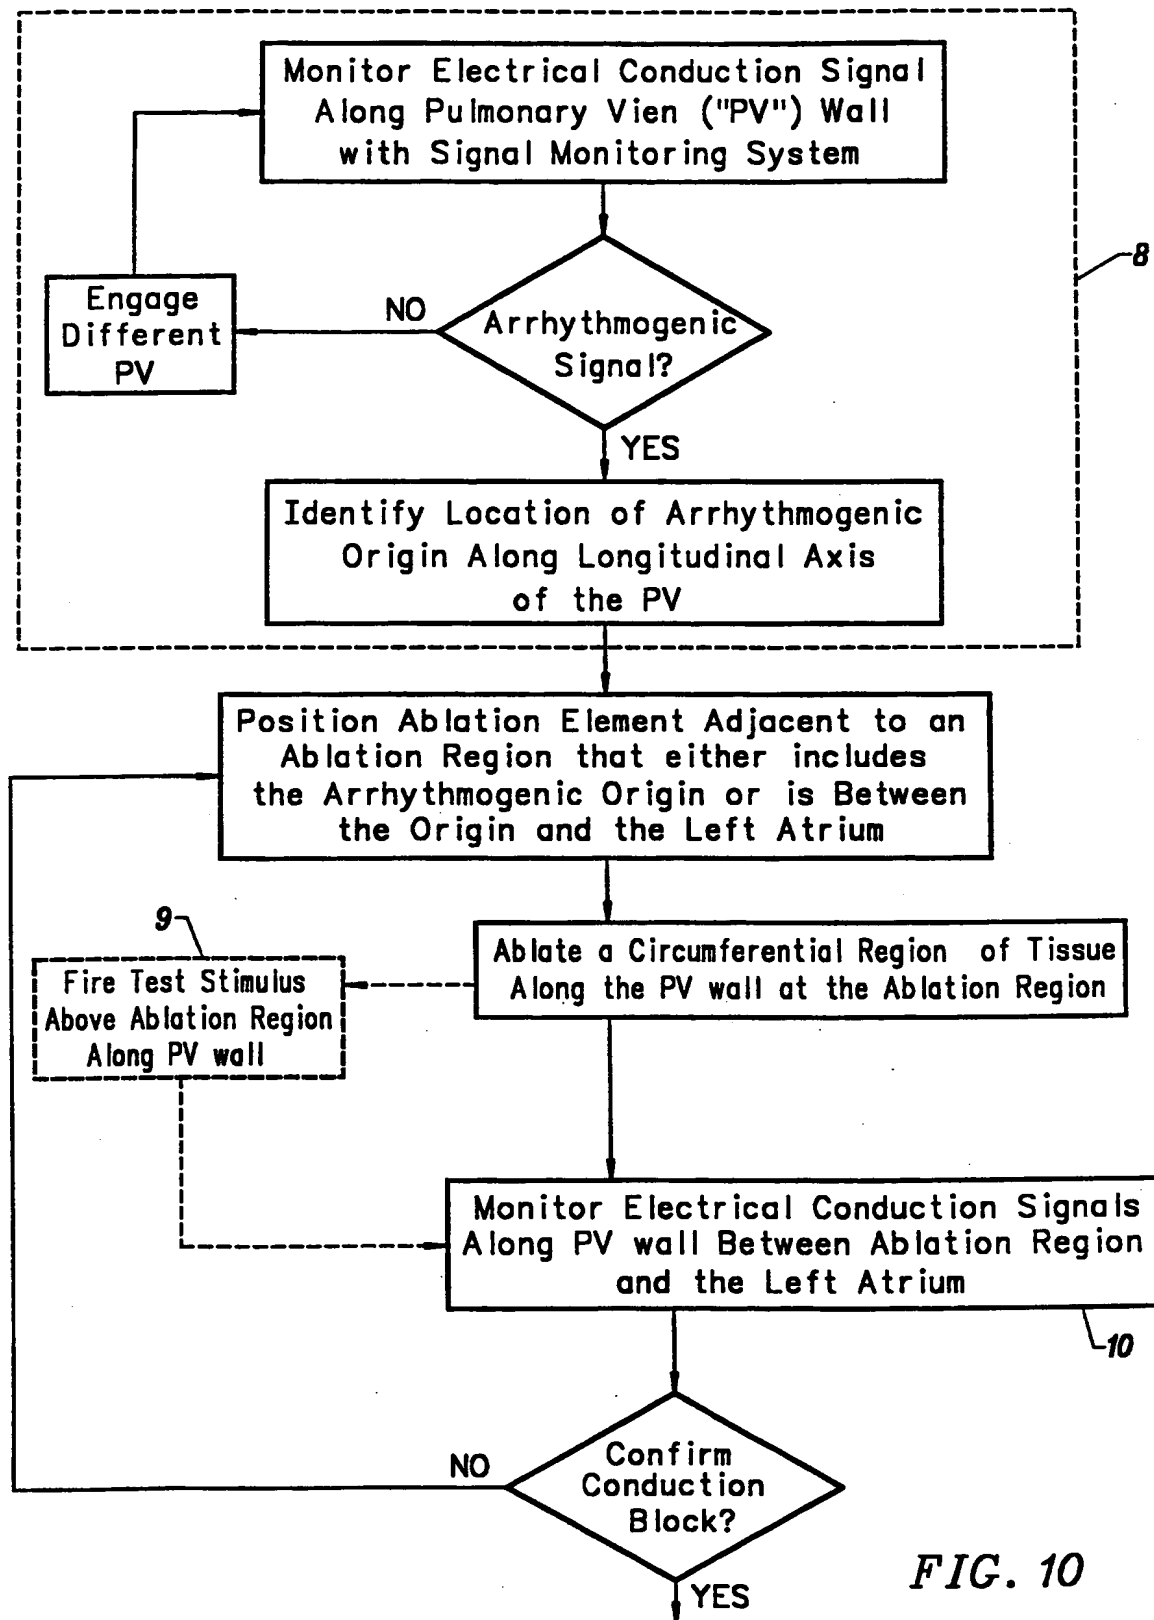 Monitor Electrical Conduction Signal
Along Pulmonary Vien ("PV") Wall
with Signal Monitoring System
8
Engage
Different
PV
NO
Arrhythmogenic
Signal?
YES
Identify Location of Arrhythmogenic
Origin Along Longitudinal Axis
of the PV
Position Ablation Element Adjacent to an
Ablation Region that either includes
the Arrhythmogenic Origin or is Between
the Origin and the Left Atrium
9
Fire Test Stimulus
Above Ablation Region
Along PV wall
Ablate a Circumferential Region of Tissue
Along the PV wall at the Ablation Region
Monitor Electrical Conduction Signals
Along PV wall Between Ablation Region
and the Left Atrium
10
NO
Confirm
Conduction
Block?
YES
FIG. 10